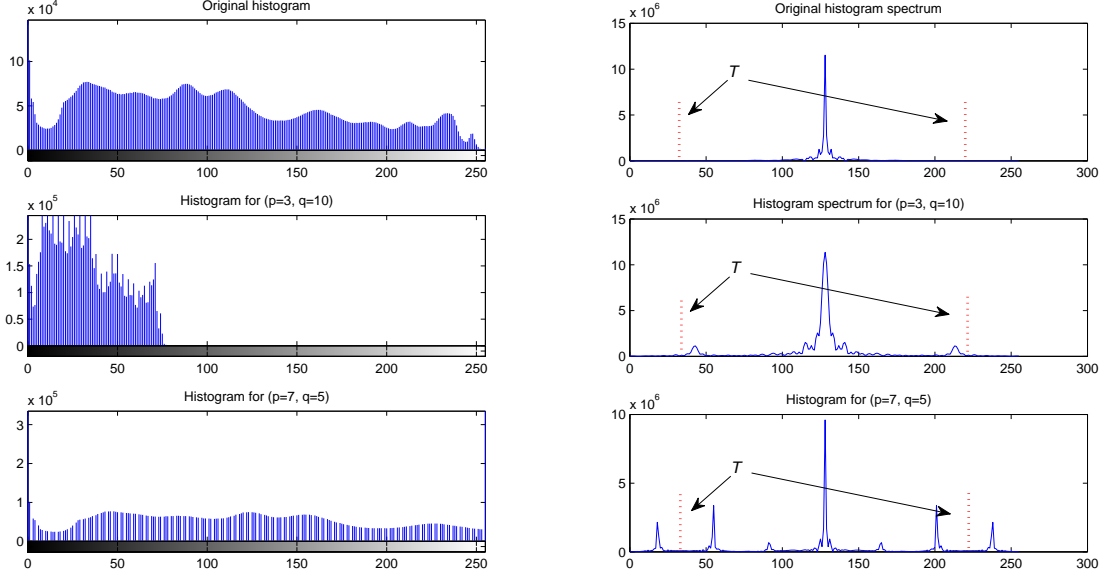 Original histogram
x 10^4
10
5
0
0 50 100 150 200 250
Original histogram spectrum
x 10^6
15
10
5
0
T
0 50 100 150 200 250 300
Histogram for (p=3, q=10)
x 10^5
2
1.5
1
0.5
0
0 50 100 150 200 250
Histogram spectrum for (p=3, q=10)
x 10^6
15
10
5
0
T
0 50 100 150 200 250 300
Histogram for (p=7, q=5)
x 10^5
3
2
1
0
0 50 100 150 200 250
Histogram for (p=7, q=5)
x 10^6
10
5
0
T
0 50 100 150 200 250 300